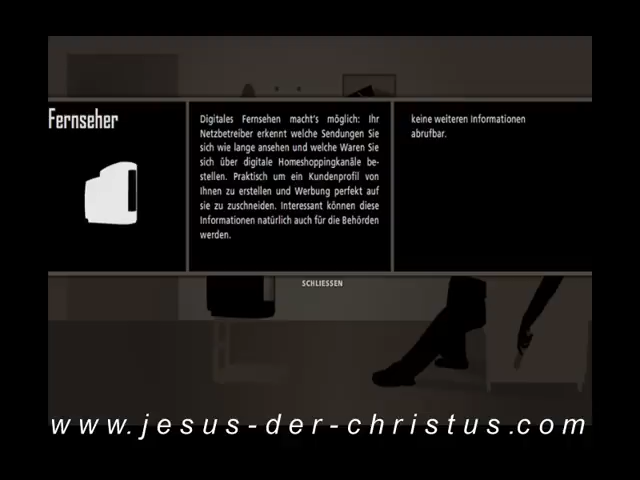 Fernseher
Digitales Fernsehen macht's möglich: Ihr
Netzbetreiber erkennt welche Sendungen Sie
sich wie lange ansehen und welche Waren Sie
sich über digitale Homeshoppingkanäle be-
stellen. Praktisch um ein Kundenprofil von
Ihnen zu erstellen und Werbung perfekt auf
sie zu zuschneiden. Interessant können diese
Informationen natürlich auch für die Behörden
werden.
keine weiteren Informationen
abrufbar.
SCHLIESSEN
www.jesus-der-christus.com